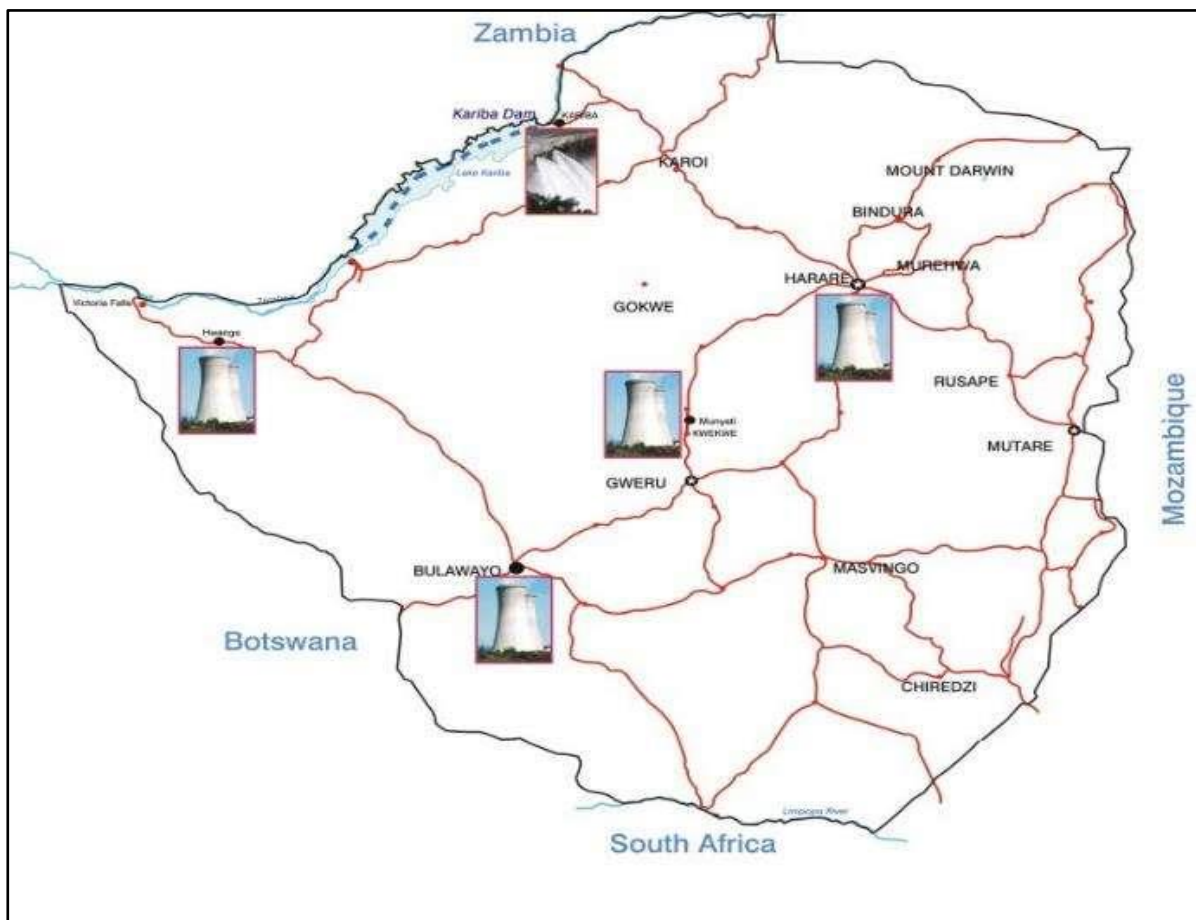 Zambia
Kariba Dam
KARIBA
Lake Kariba
KAROI
MOUNT DARWIN
BINDURA
MUREHWA
HARARE
GOKWE
Victoria Falls
Hwange
Munyati
KWEKWE
RUSAPE
MUTARE
Mozambique
GWERU
BULAWAYO
MASVINGO
Botswana
CHIREDZI
Limpopo River
South Africa